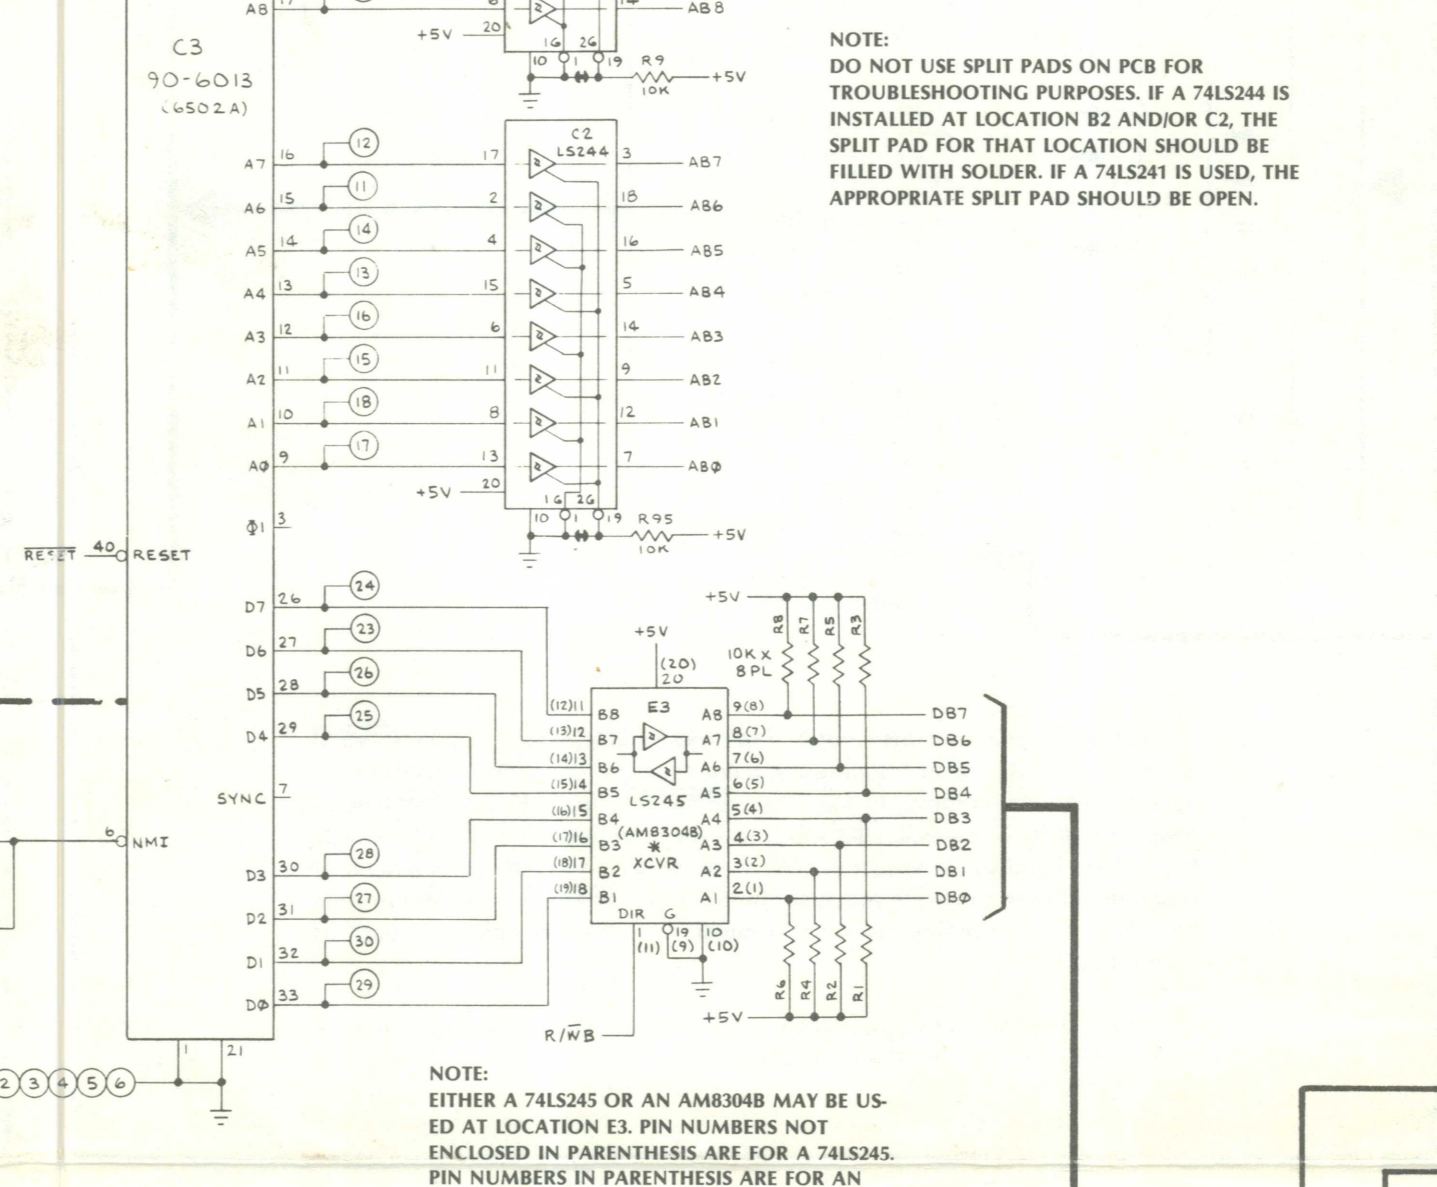 A8 17 8 14 AB8
+5V 20
1G 2G
10 1 19 R9 +5V
10K
C3
90-6013
(6502A)
NOTE:
DO NOT USE SPLIT PADS ON PCB FOR
TROUBLESHOOTING PURPOSES. IF A 74LS244 IS
INSTALLED AT LOCATION B2 AND/OR C2, THE
SPLIT PAD FOR THAT LOCATION SHOULD BE
FILLED WITH SOLDER. IF A 74LS241 IS USED, THE
APPROPRIATE SPLIT PAD SHOULD BE OPEN.
C2
LS244
A7 16 12 17 3 AB7
A6 15 11 2 18 AB6
A5 14 14 4 16 AB5
A4 13 13 15 5 AB4
A3 12 16 6 14 AB3
A2 11 15 11 9 AB2
A1 10 18 8 12 AB1
AØ 9 17 13 7 ABØ
+5V 20
1G 2G
10 1 19 R95 +5V
10K
Φ1 3
RESET 40 RESET
D7 26 24
D6 27 23
D5 28 26
D4 29 25
SYNC 7
6 NMI
D3 30 28
D2 31 27
D1 32 30
DØ 33 29
1 21
2 3 4 5 6
+5V
R8 R7 R5 R3
10K X
8PL
+5V
(20)
20
E3
(12)11 B8 A8 9(8) DB7
(13)12 B7 A7 8(7) DB6
(14)13 B6 A6 7(6) DB5
(15)14 B5 A5 6(5) DB4
LS245
(16)15 B4 A4 5(4) DB3
(AM8304B)
(17)16 B3 * A3 4(3) DB2
XCVR
(18)17 B2 A2 3(2) DB1
(19)18 B1 A1 2(1) DBØ
DIR G
1 19 10
(11) (9) (10)
R6 R4 R2 R1
+5V
R/W̅B
NOTE:
EITHER A 74LS245 OR AN AM8304B MAY BE US-
ED AT LOCATION E3. PIN NUMBERS NOT
ENCLOSED IN PARENTHESIS ARE FOR A 74LS245.
PIN NUMBERS IN PARENTHESIS ARE FOR AN